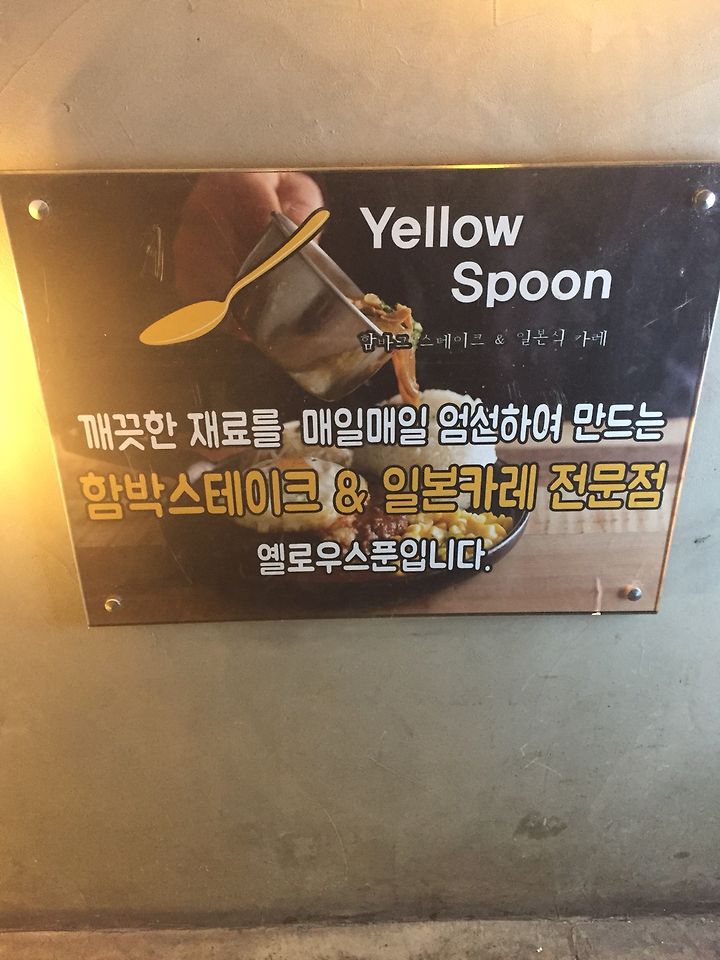 Yellow
Spoon
함바그 스테이크 & 일본식 카레
깨끗한 재료를 매일매일 엄선하여 만드는
함박스테이크 & 일본카레 전문점
옐로우스푼입니다.